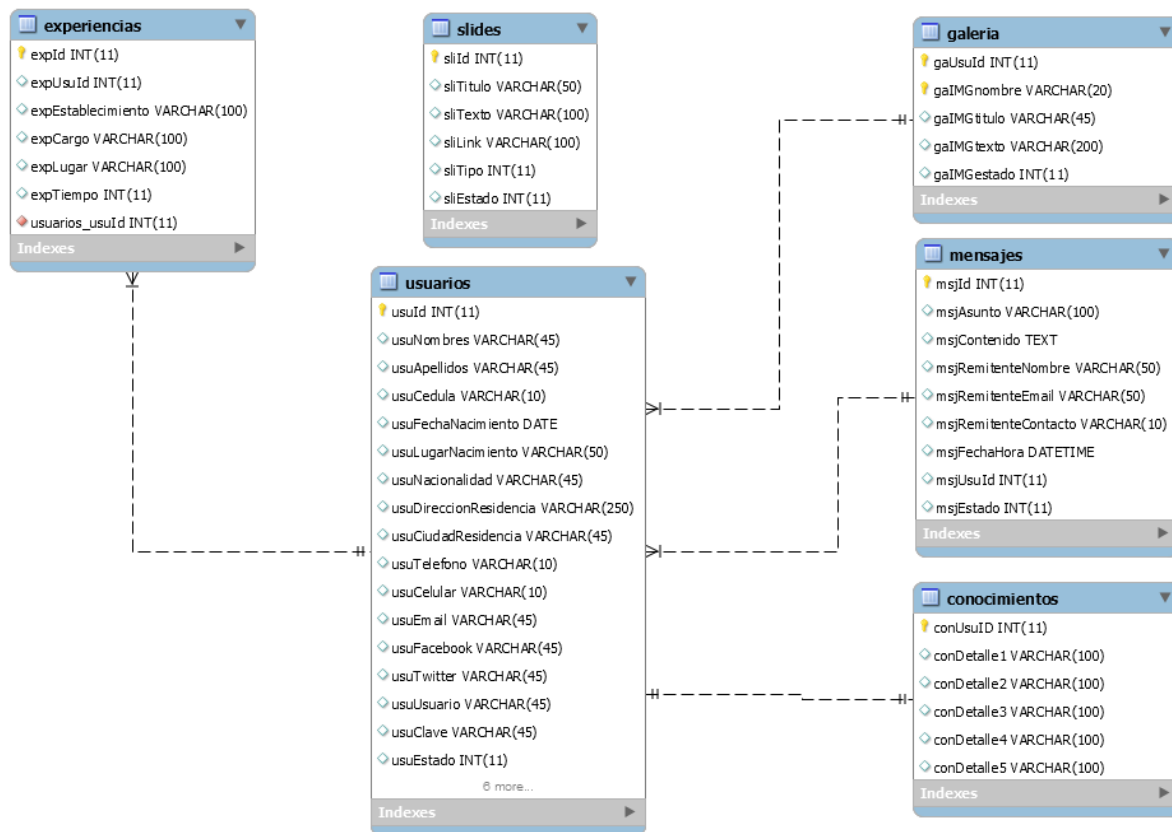 experiencias
expId INT(11)
expUsuId INT(11)
expEstablecimiento VARCHAR(100)
expCargo VARCHAR(100)
expLugar VARCHAR(100)
expTiempo INT(11)
usuarios_usuId INT(11)
Indexes
slides
sliId INT(11)
sliTitulo VARCHAR(50)
sliTexto VARCHAR(100)
sliLink VARCHAR(100)
sliTipo INT(11)
sliEstado INT(11)
Indexes
galeria
gaUsuId INT(11)
gaIMGnombre VARCHAR(20)
gaIMGtitulo VARCHAR(45)
gaIMGtexto VARCHAR(200)
gaIMGestado INT(11)
Indexes
usuarios
usuId INT(11)
usuNombres VARCHAR(45)
usuApellidos VARCHAR(45)
usuCedula VARCHAR(10)
usuFechaNacimiento DATE
usuLugarNacimiento VARCHAR(50)
usuNacionalidad VARCHAR(45)
usuDireccionResidencia VARCHAR(250)
usuCiudadResidencia VARCHAR(45)
usuTelefono VARCHAR(10)
usuCelular VARCHAR(10)
usuEmail VARCHAR(45)
usuFacebook VARCHAR(45)
usuTwitter VARCHAR(45)
usuUsuario VARCHAR(45)
usuClave VARCHAR(45)
usuEstado INT(11)
6 more...
Indexes
mensajes
msjId INT(11)
msjAsunto VARCHAR(100)
msjContenido TEXT
msjRemitenteNombre VARCHAR(50)
msjRemitenteEmail VARCHAR(50)
msjRemitenteContacto VARCHAR(10)
msjFechaHora DATETIME
msjUsuId INT(11)
msjEstado INT(11)
Indexes
conocimientos
conUsuID INT(11)
conDetalle1 VARCHAR(100)
conDetalle2 VARCHAR(100)
conDetalle3 VARCHAR(100)
conDetalle4 VARCHAR(100)
conDetalle5 VARCHAR(100)
Indexes